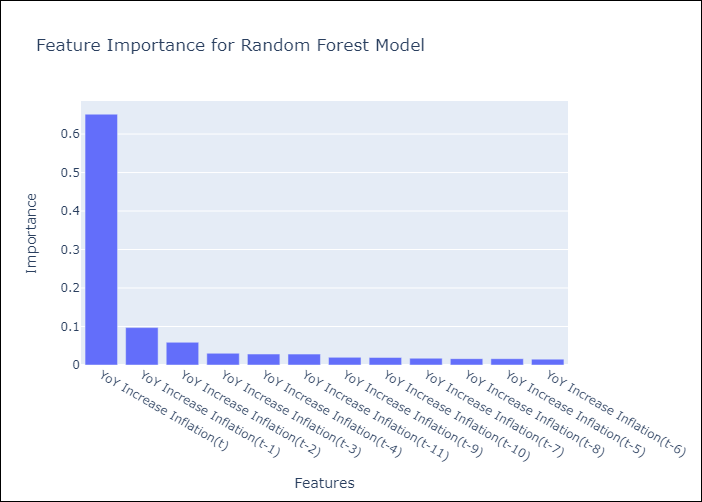 Feature Importance for Random Forest Model
Importance
0.6
0.5
0.4
0.3
0.2
0.1
0
YoY Increase Inflation(t)
YoY Increase Inflation(t-1)
YoY Increase Inflation(t-2)
YoY Increase Inflation(t-3)
YoY Increase Inflation(t-4)
YoY Increase Inflation(t-11)
YoY Increase Inflation(t-9)
YoY Increase Inflation(t-10)
YoY Increase Inflation(t-7)
YoY Increase Inflation(t-8)
YoY Increase Inflation(t-5)
YoY Increase Inflation(t-6)
Features